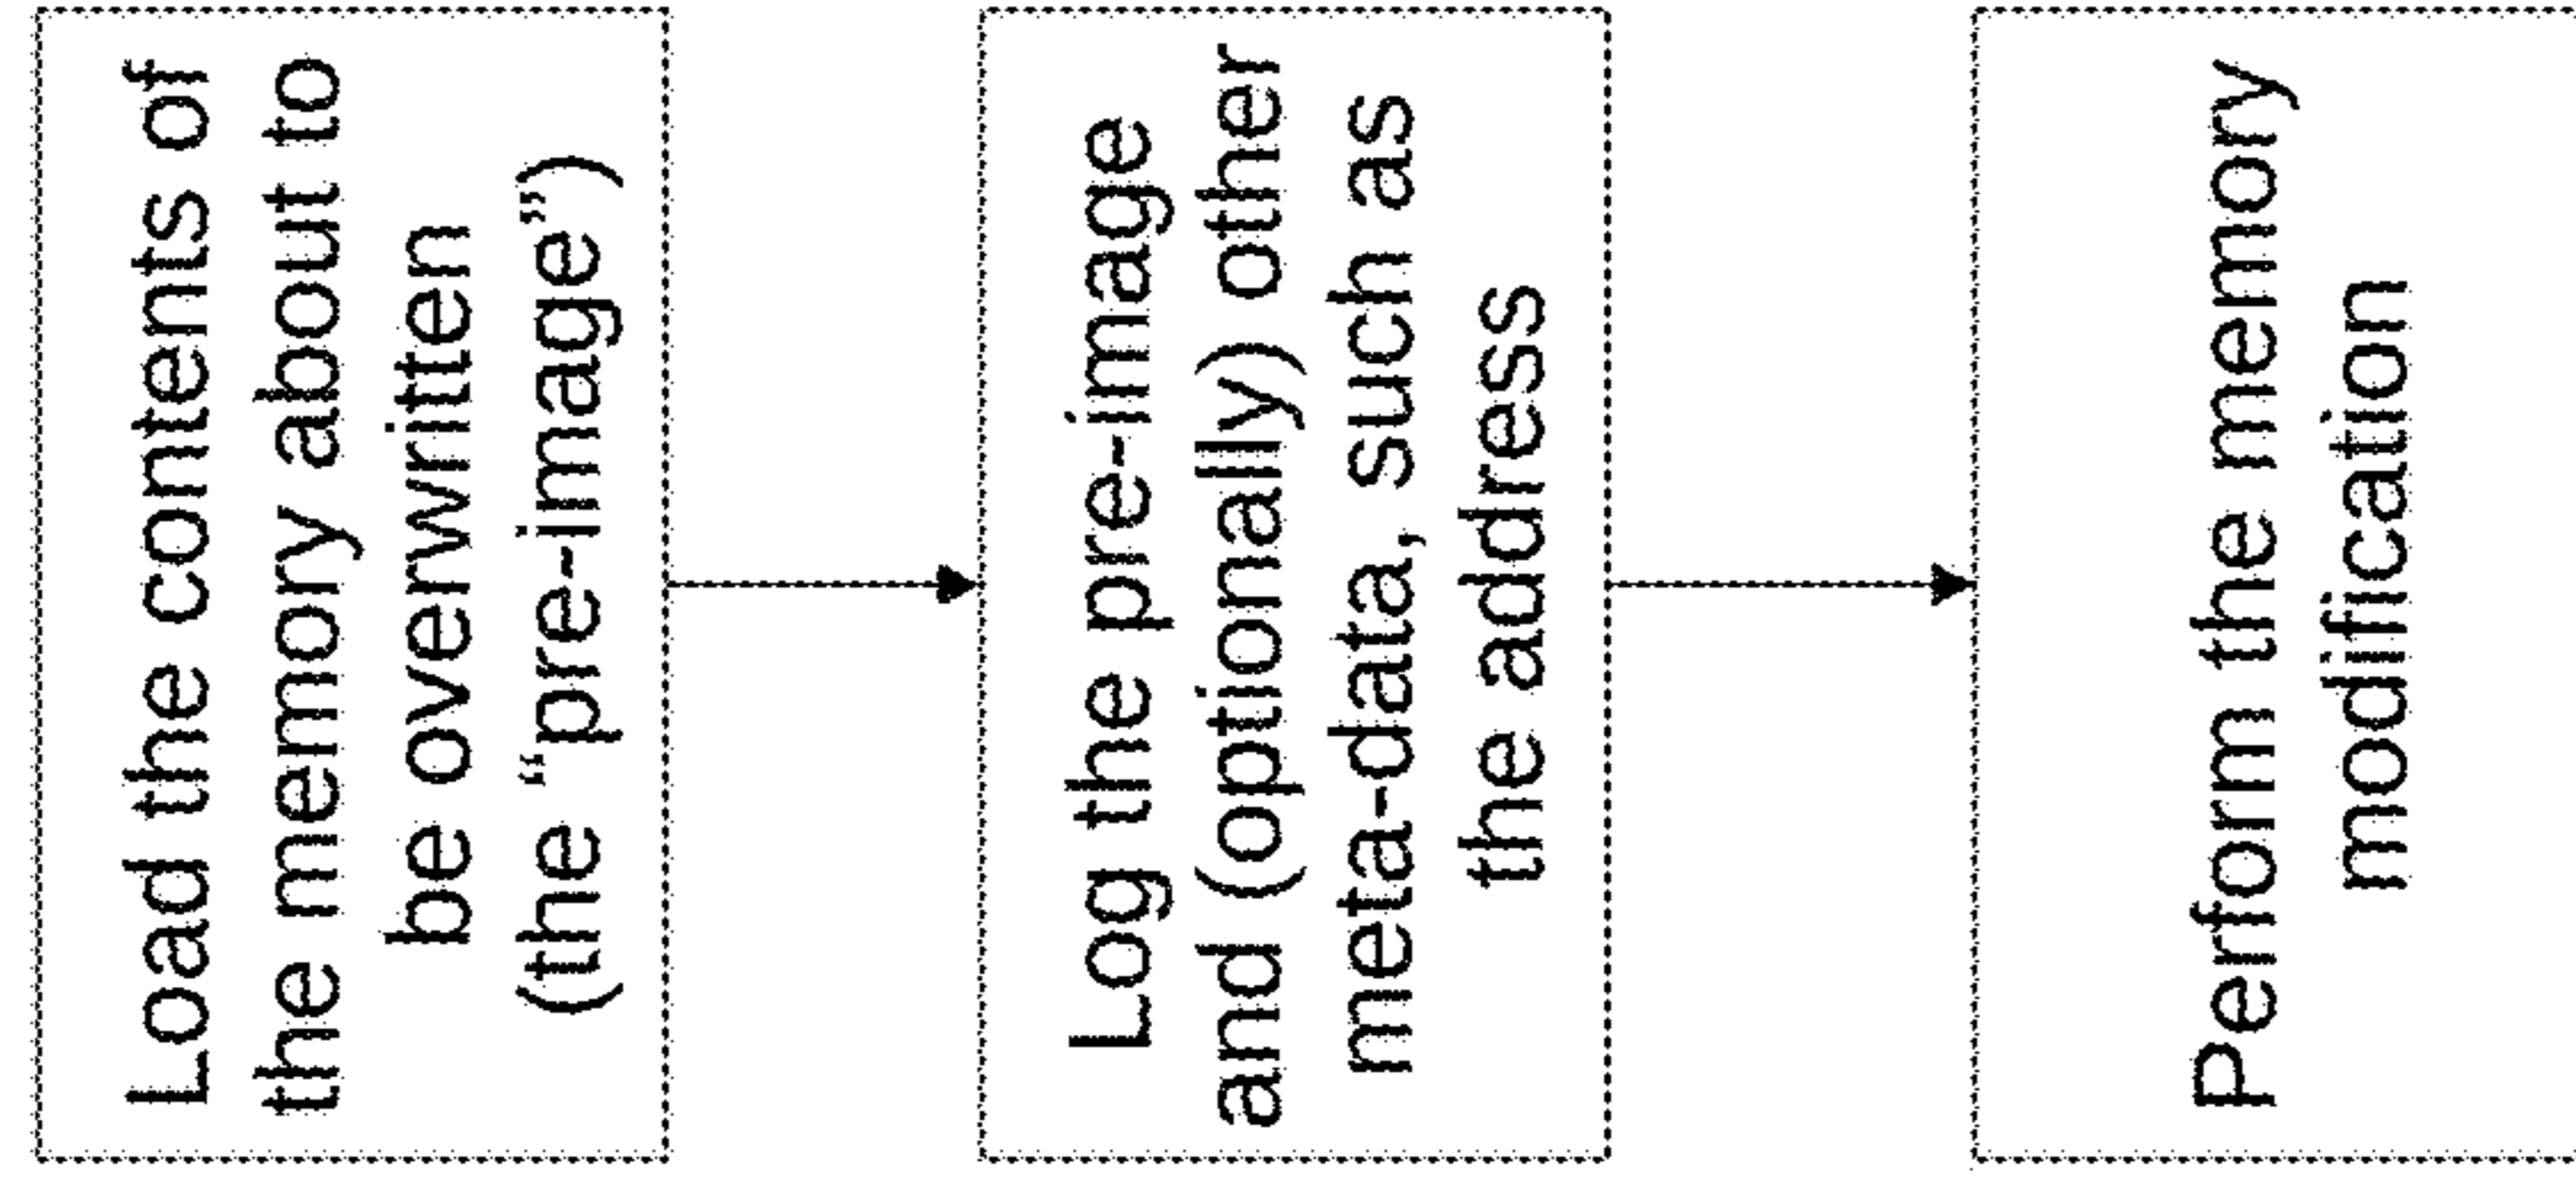 Load the contents of
the memory about to
be overwritten
(the “pre-image”)
Log the pre-image
and (optionally) other
meta-data, such as
the address
Perform the memory
modification